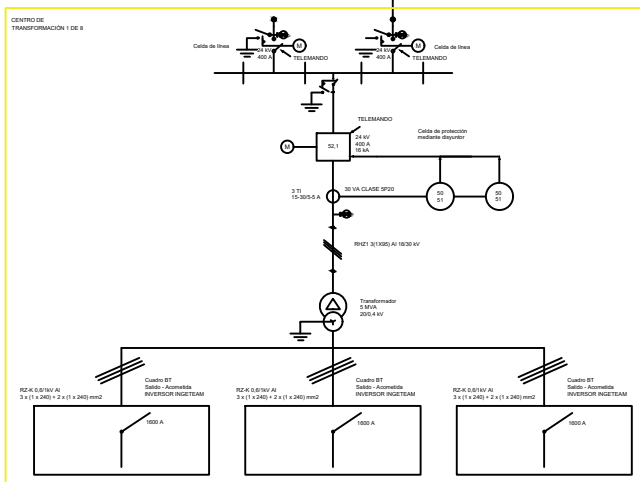 CENTRO DE
TRANSFORMACIÓN 1 DE 8
Celda de línea
M
24 kV
400 A
TELEMANDO
M
Celda de línea
24 kV
400 A
TELEMANDO
TELEMANDO
24 kV
400 A
16 kA
M
52,1
Celda de protección
mediante disyuntor
3 TI
15-30/5-5 A
30 VA CLASE 5P20
50
51
50
51
RHZ1 3(1X95) Al 18/30 kV
Transformador
5 MVA
20/0,4 kV
RZ-K 0,6/1kV Al
3 x (1 x 240) + 2 x (1 x 240) mm2
Cuadro BT
Salido - Acometida
INVERSOR INGETEAM
1600 A
RZ-K 0,6/1kV Al
3 x (1 x 240) + 2 x (1 x 240) mm2
Cuadro BT
Salido - Acometida
INVERSOR INGETEAM
1600 A
RZ-K 0,6/1kV Al
3 x (1 x 240) + 2 x (1 x 240) mm2
Cuadro BT
Salido - Acometida
INVERSOR INGETEAM
1600 A